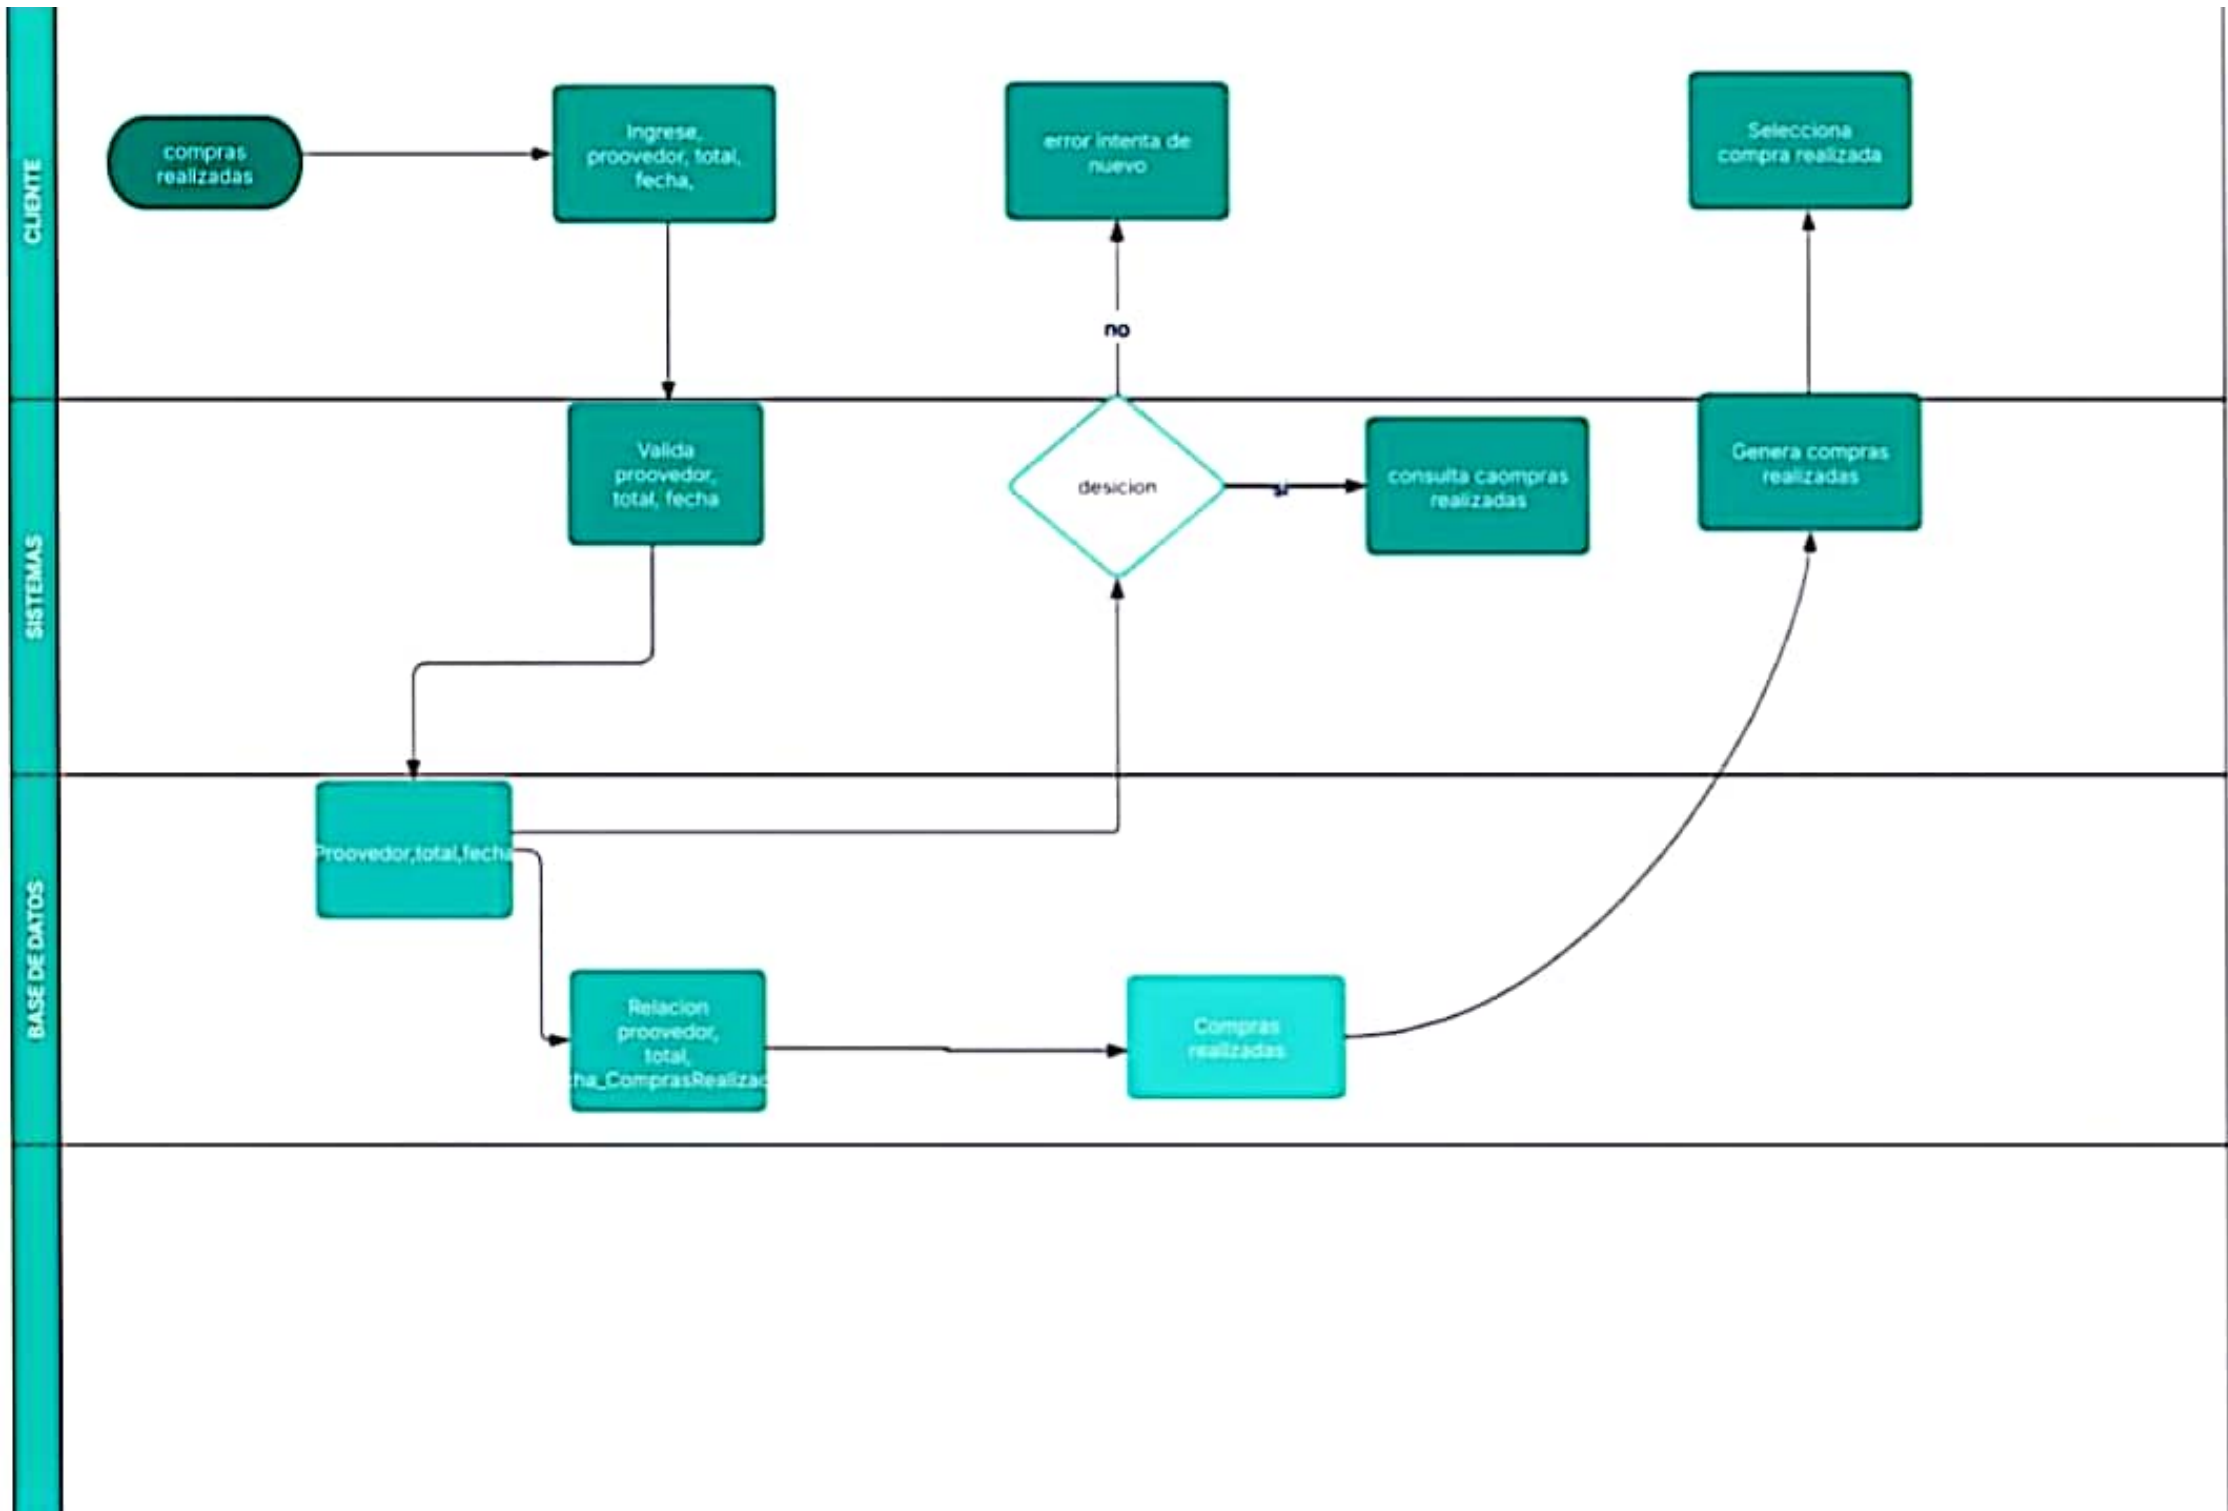 CLIENTE
compras
realizadas
Ingrese,
proovedor, total,
fecha,
error intenta de
nuevo
Selecciona
compra realizada
no
SISTEMAS
Valida
proovedor,
total, fecha
desicion
si
consulta caompras
realizadas
Genera compras
realizadas
BASE DE DATOS
Proovedor,total,fecha
Relacion
proovedor,
total,
cha_ComprasRealizad
Compras
realizadas